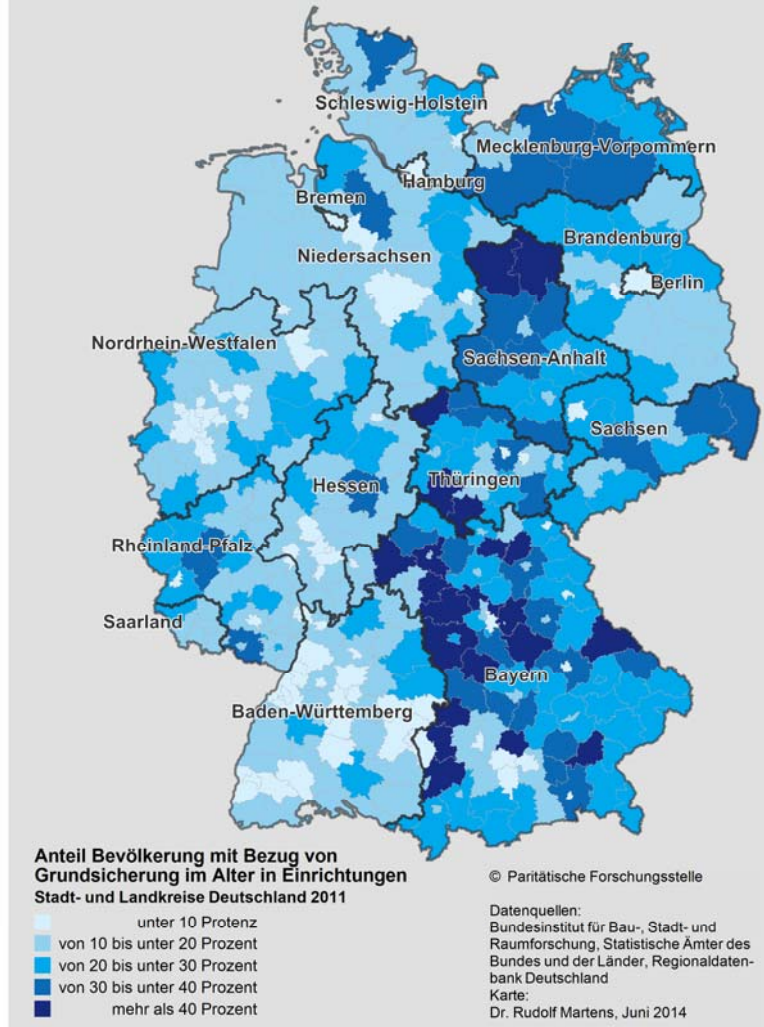 Schleswig-Holstein
Mecklenburg-Vorpommern
Hamburg
Bremen
Niedersachsen
Brandenburg
Berlin
Nordrhein-Westfalen
Sachsen-Anhalt
Sachsen
Hessen
Thüringen
Rheinland-Pfalz
Saarland
Bayern
Baden-Württemberg
Anteil Bevölkerung mit Bezug von
Grundsicherung im Alter in Einrichtungen
Stadt- und Landkreise Deutschland 2011
unter 10 Protenz
von 10 bis unter 20 Prozent
von 20 bis unter 30 Prozent
von 30 bis unter 40 Prozent
mehr als 40 Prozent
© Paritätische Forschungsstelle
Datenquellen:
Bundesinstitut für Bau-, Stadt- und
Raumforschung, Statistische Ämter des
Bundes und der Länder, Regionaldaten-
bank Deutschland
Karte:
Dr. Rudolf Martens, Juni 2014